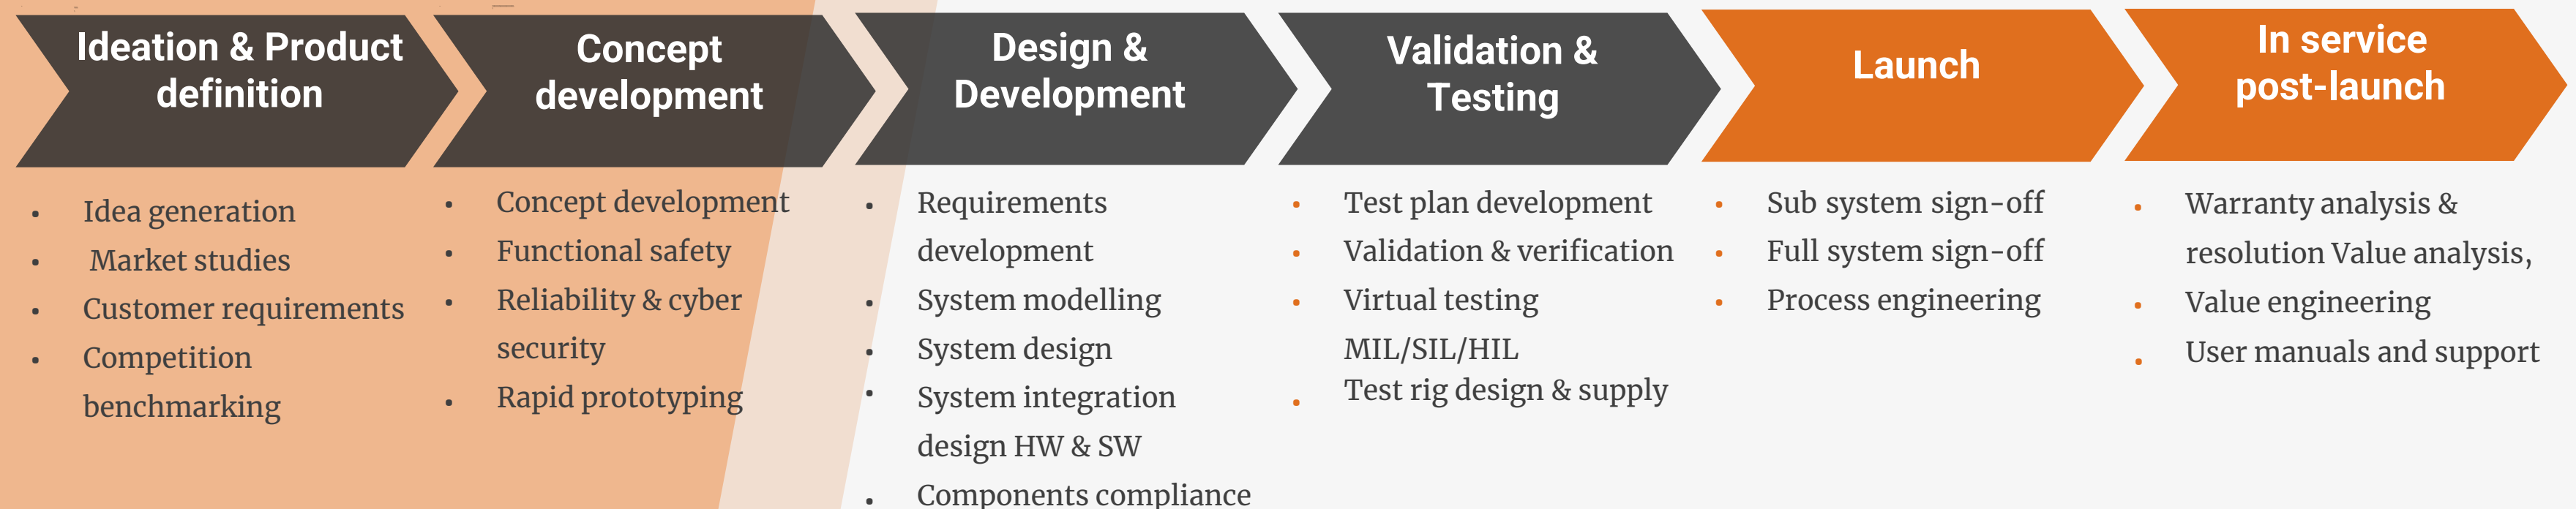 Ideation & Product
definition
Concept
development
Design &
Development
Validation &
Testing
Launch
In service
post-launch
• Idea generation
• Market studies
• Customer requirements
• Competition
benchmarking
• Concept development
• Functional safety
• Reliability & cyber
security
• Rapid prototyping
• Requirements
development
• System modelling
• System design
• System integration
design HW & SW
• Components compliance
• Test plan development
• Validation & verification
• Virtual testing
MIL/SIL/HIL
• Test rig design & supply
• Sub system sign-off
• Full system sign-off
• Process engineering
• Warranty analysis &
resolution Value analysis,
• Value engineering
• User manuals and support